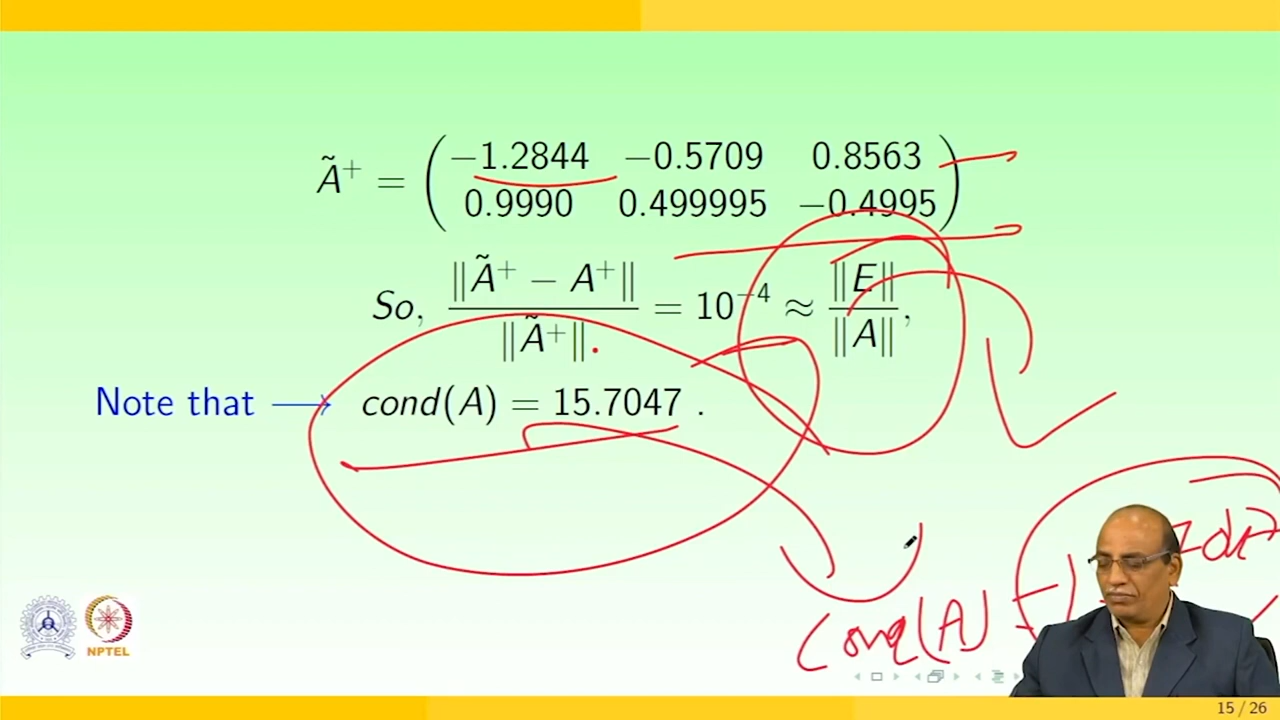 Ã⁺ = ( −1.2844 −0.5709 0.8563
0.9990 0.499995 −0.4995 )
So, ‖Ã⁺ − A⁺‖ / ‖Ã⁺‖ = 10⁻⁴ ≈ ‖E‖ / ‖A‖,
Note that ⟶ cond(A) = 15.7047 .
Cond(A)
NPTEL
15 / 26